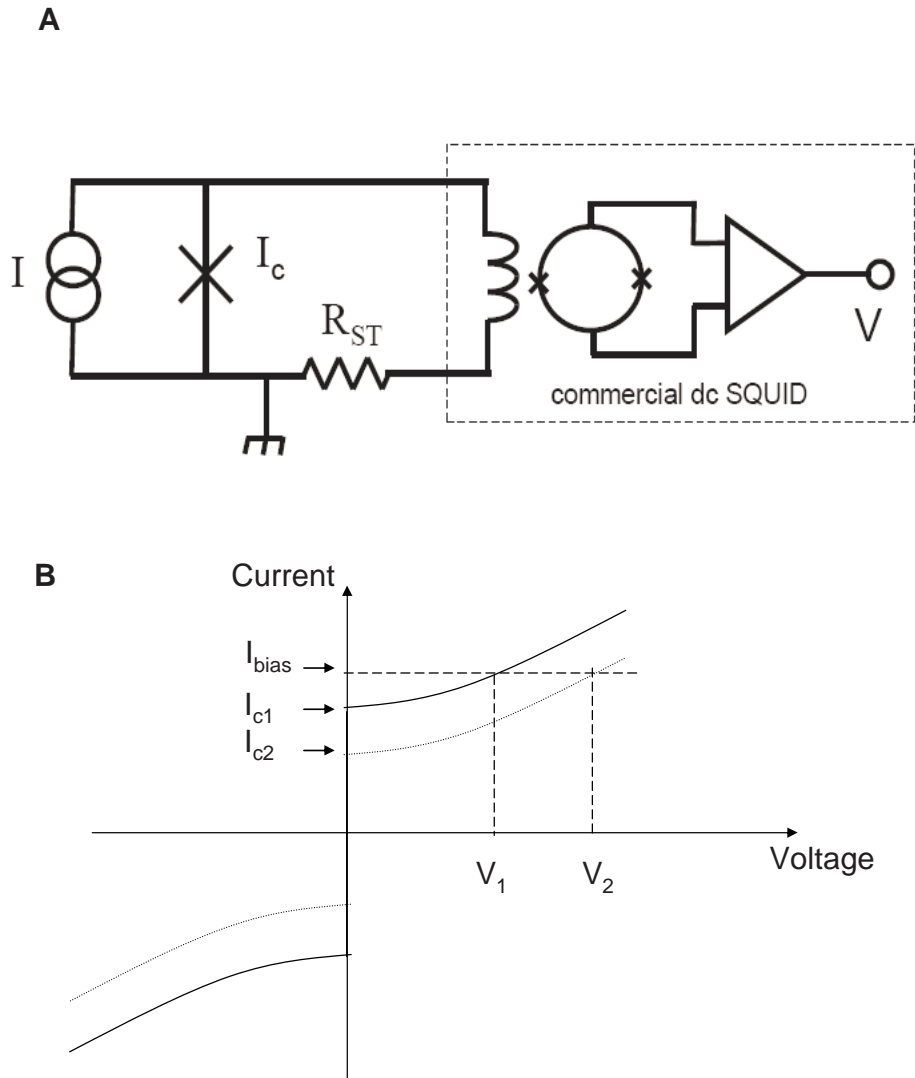 A
I
I_c
R_ST
V
commercial dc SQUID
B
Current
I_bias
I_c1
I_c2
Voltage
V_1
V_2